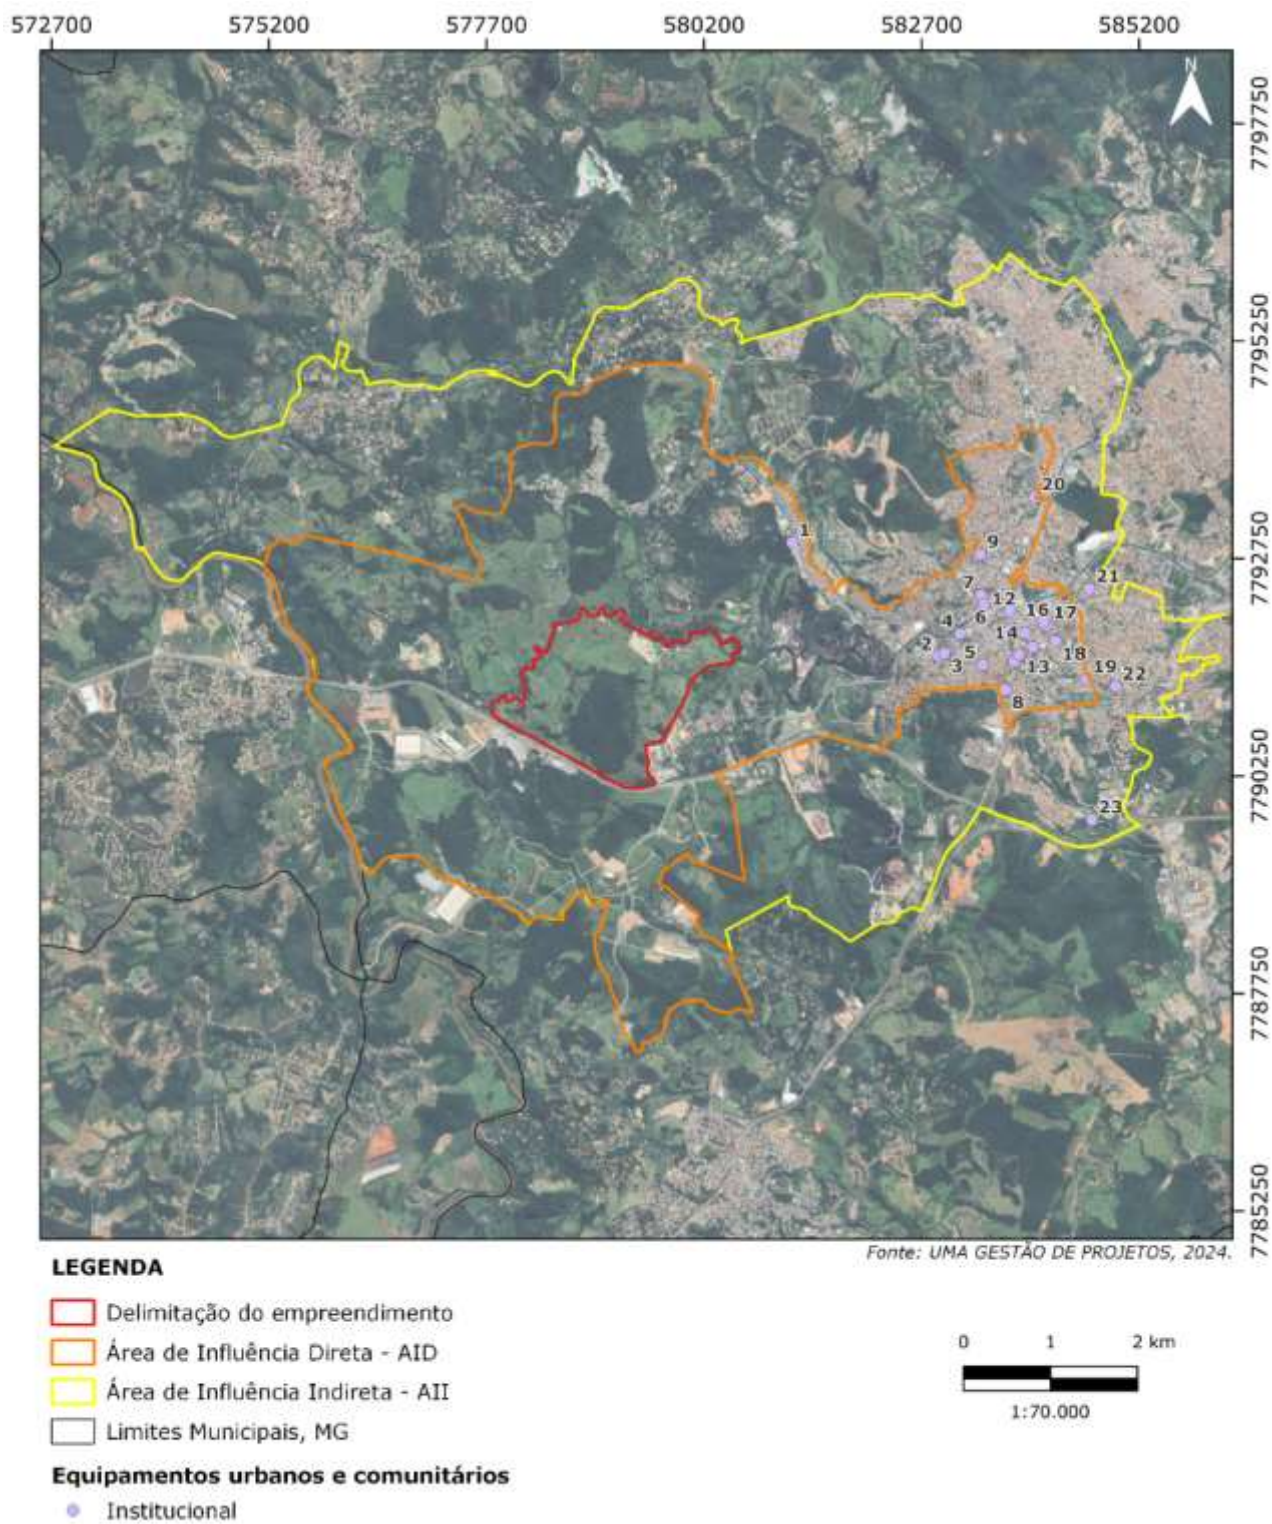 572700 575200 577700 580200 582700 585200
N
7797750
7795250
20
1
9
7792750
21
7
12
6 16 17
4
14
2 5
3 13 18
19
22
8
7790250
23
7787750
7785250
Fonte: UMA GESTÃO DE PROJETOS, 2024.
LEGENDA
Delimitação do empreendimento
Área de Influência Direta - AID
Área de Influência Indireta - AII
Limites Municipais, MG
0 1 2 km
1:70.000
Equipamentos urbanos e comunitários
Institucional